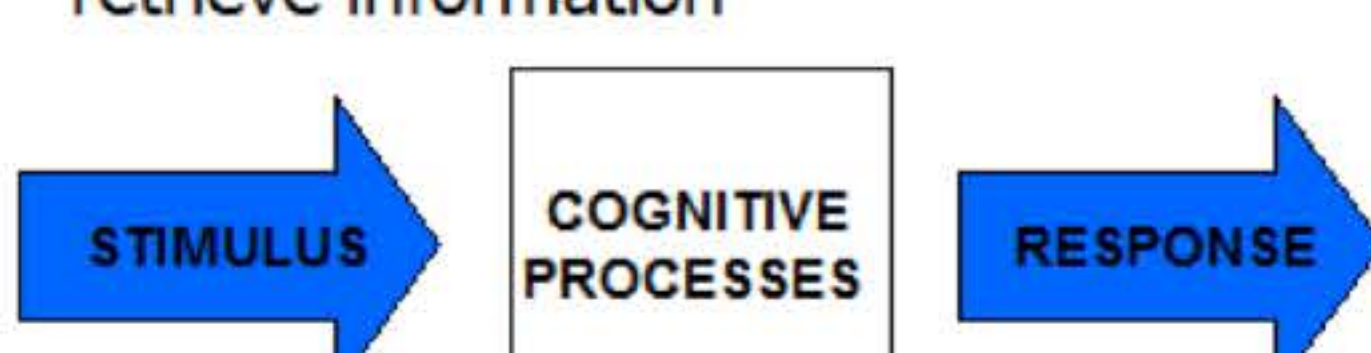 retrieve information
STIMULUS
COGNITIVE
PROCESSES
RESPONSE